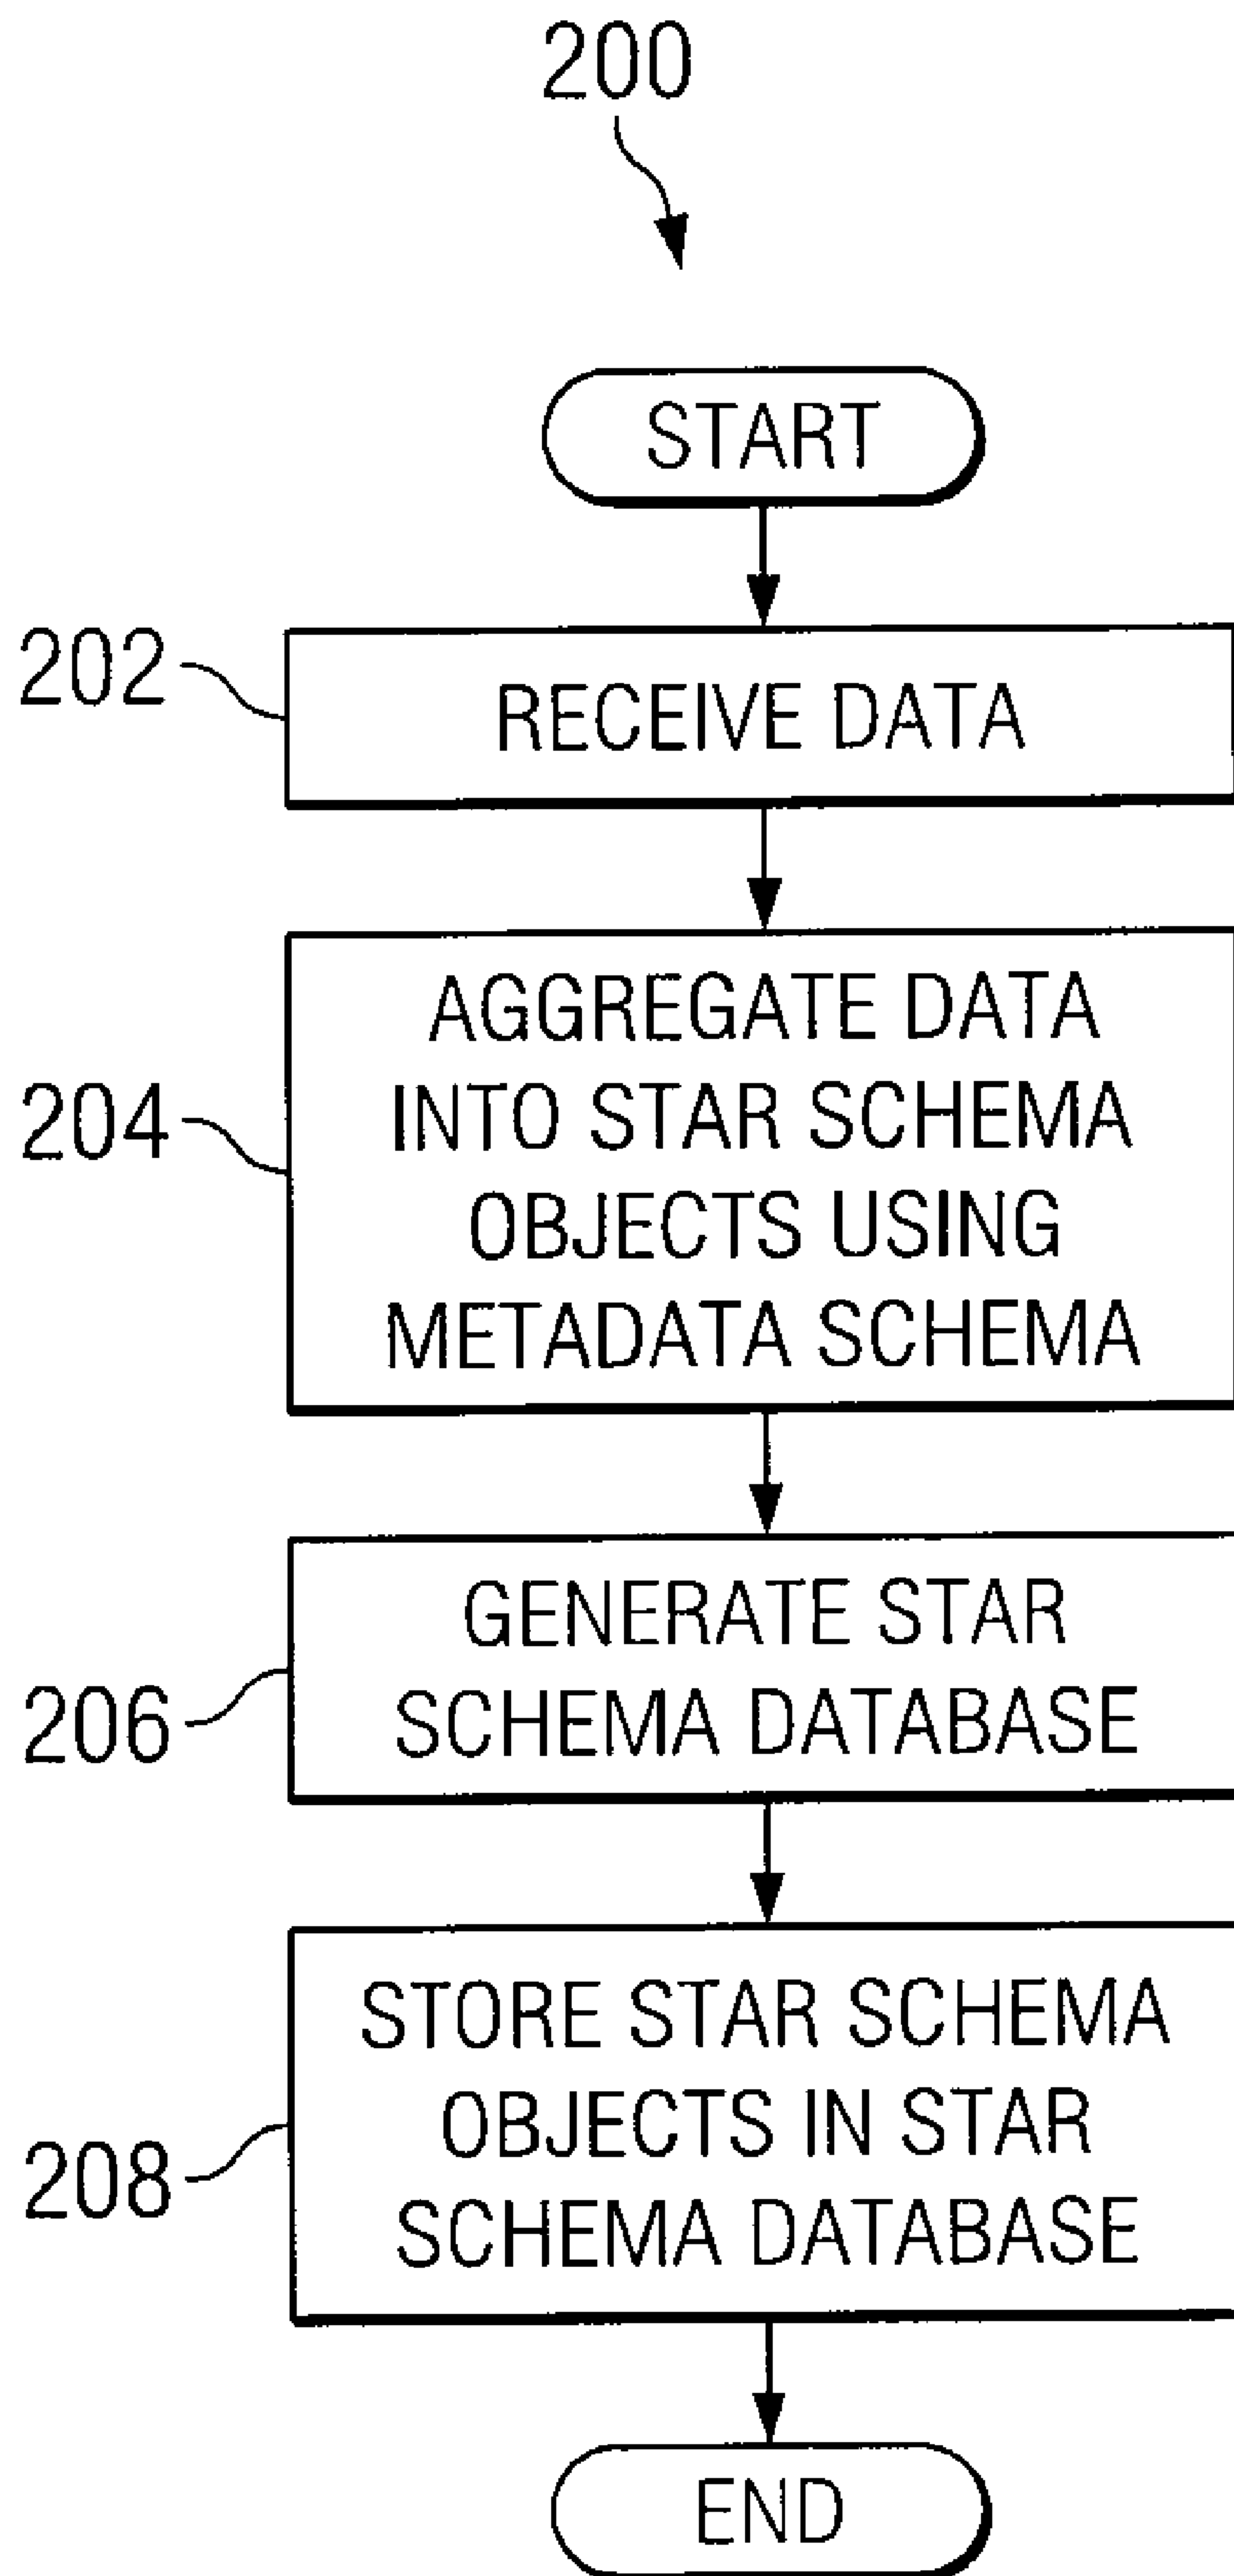 200
START
202
RECEIVE DATA
204
AGGREGATE DATA
INTO STAR SCHEMA
OBJECTS USING
METADATA SCHEMA
206
GENERATE STAR
SCHEMA DATABASE
208
STORE STAR SCHEMA
OBJECTS IN STAR
SCHEMA DATABASE
END